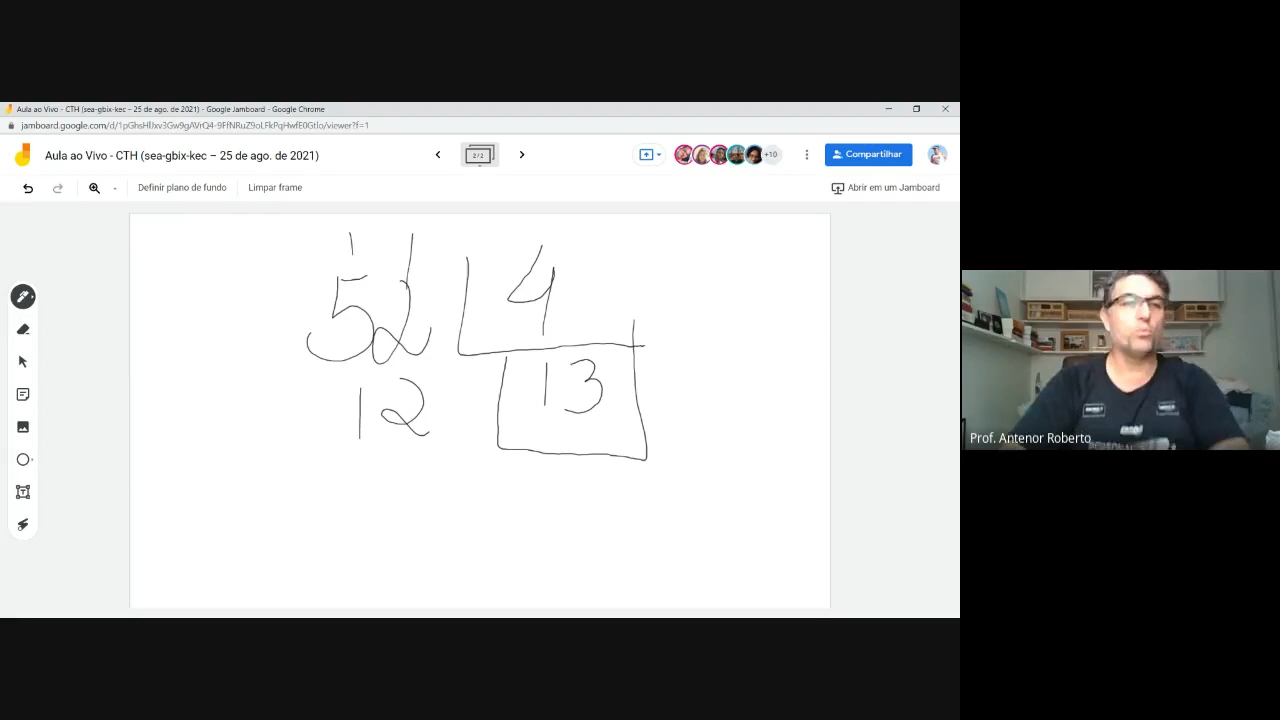 Aula ao Vivo - CTH (sea-gbix-kec – 25 de ago. de 2021) - Google Jamboard - Google Chrome
Aula ao Vivo - CTH (sea-gbix-kec – 25 de ago. de 2021)
2/2
+10
Compartilhar
Definir plano de fundo
Limpar frame
Abrir em um Jamboard
52 4
12 13
Prof. Antenor Roberto